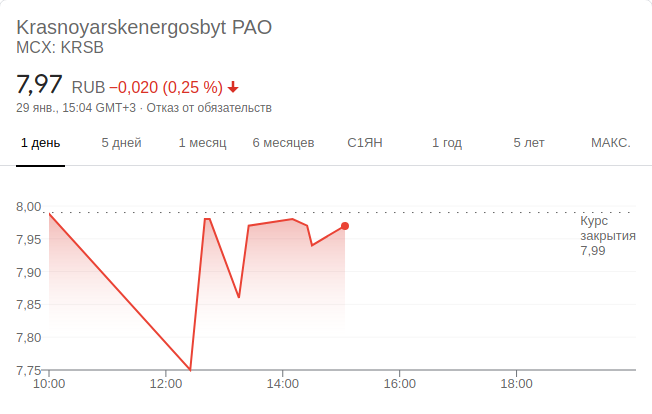 Krasnoyarskenergosbyt PAO
MCX: KRSB
7,97 RUB −0,020 (0,25 %)
29 янв., 15:04 GMT+3 · Отказ от обязательств
1 день 5 дней 1 месяц 6 месяцев С1ЯН 1 год 5 лет МАКС.
8,00
7,95
7,90
7,85
7,80
7,75
Курс
закрытия
7,99
10:00 12:00 14:00 16:00 18:00